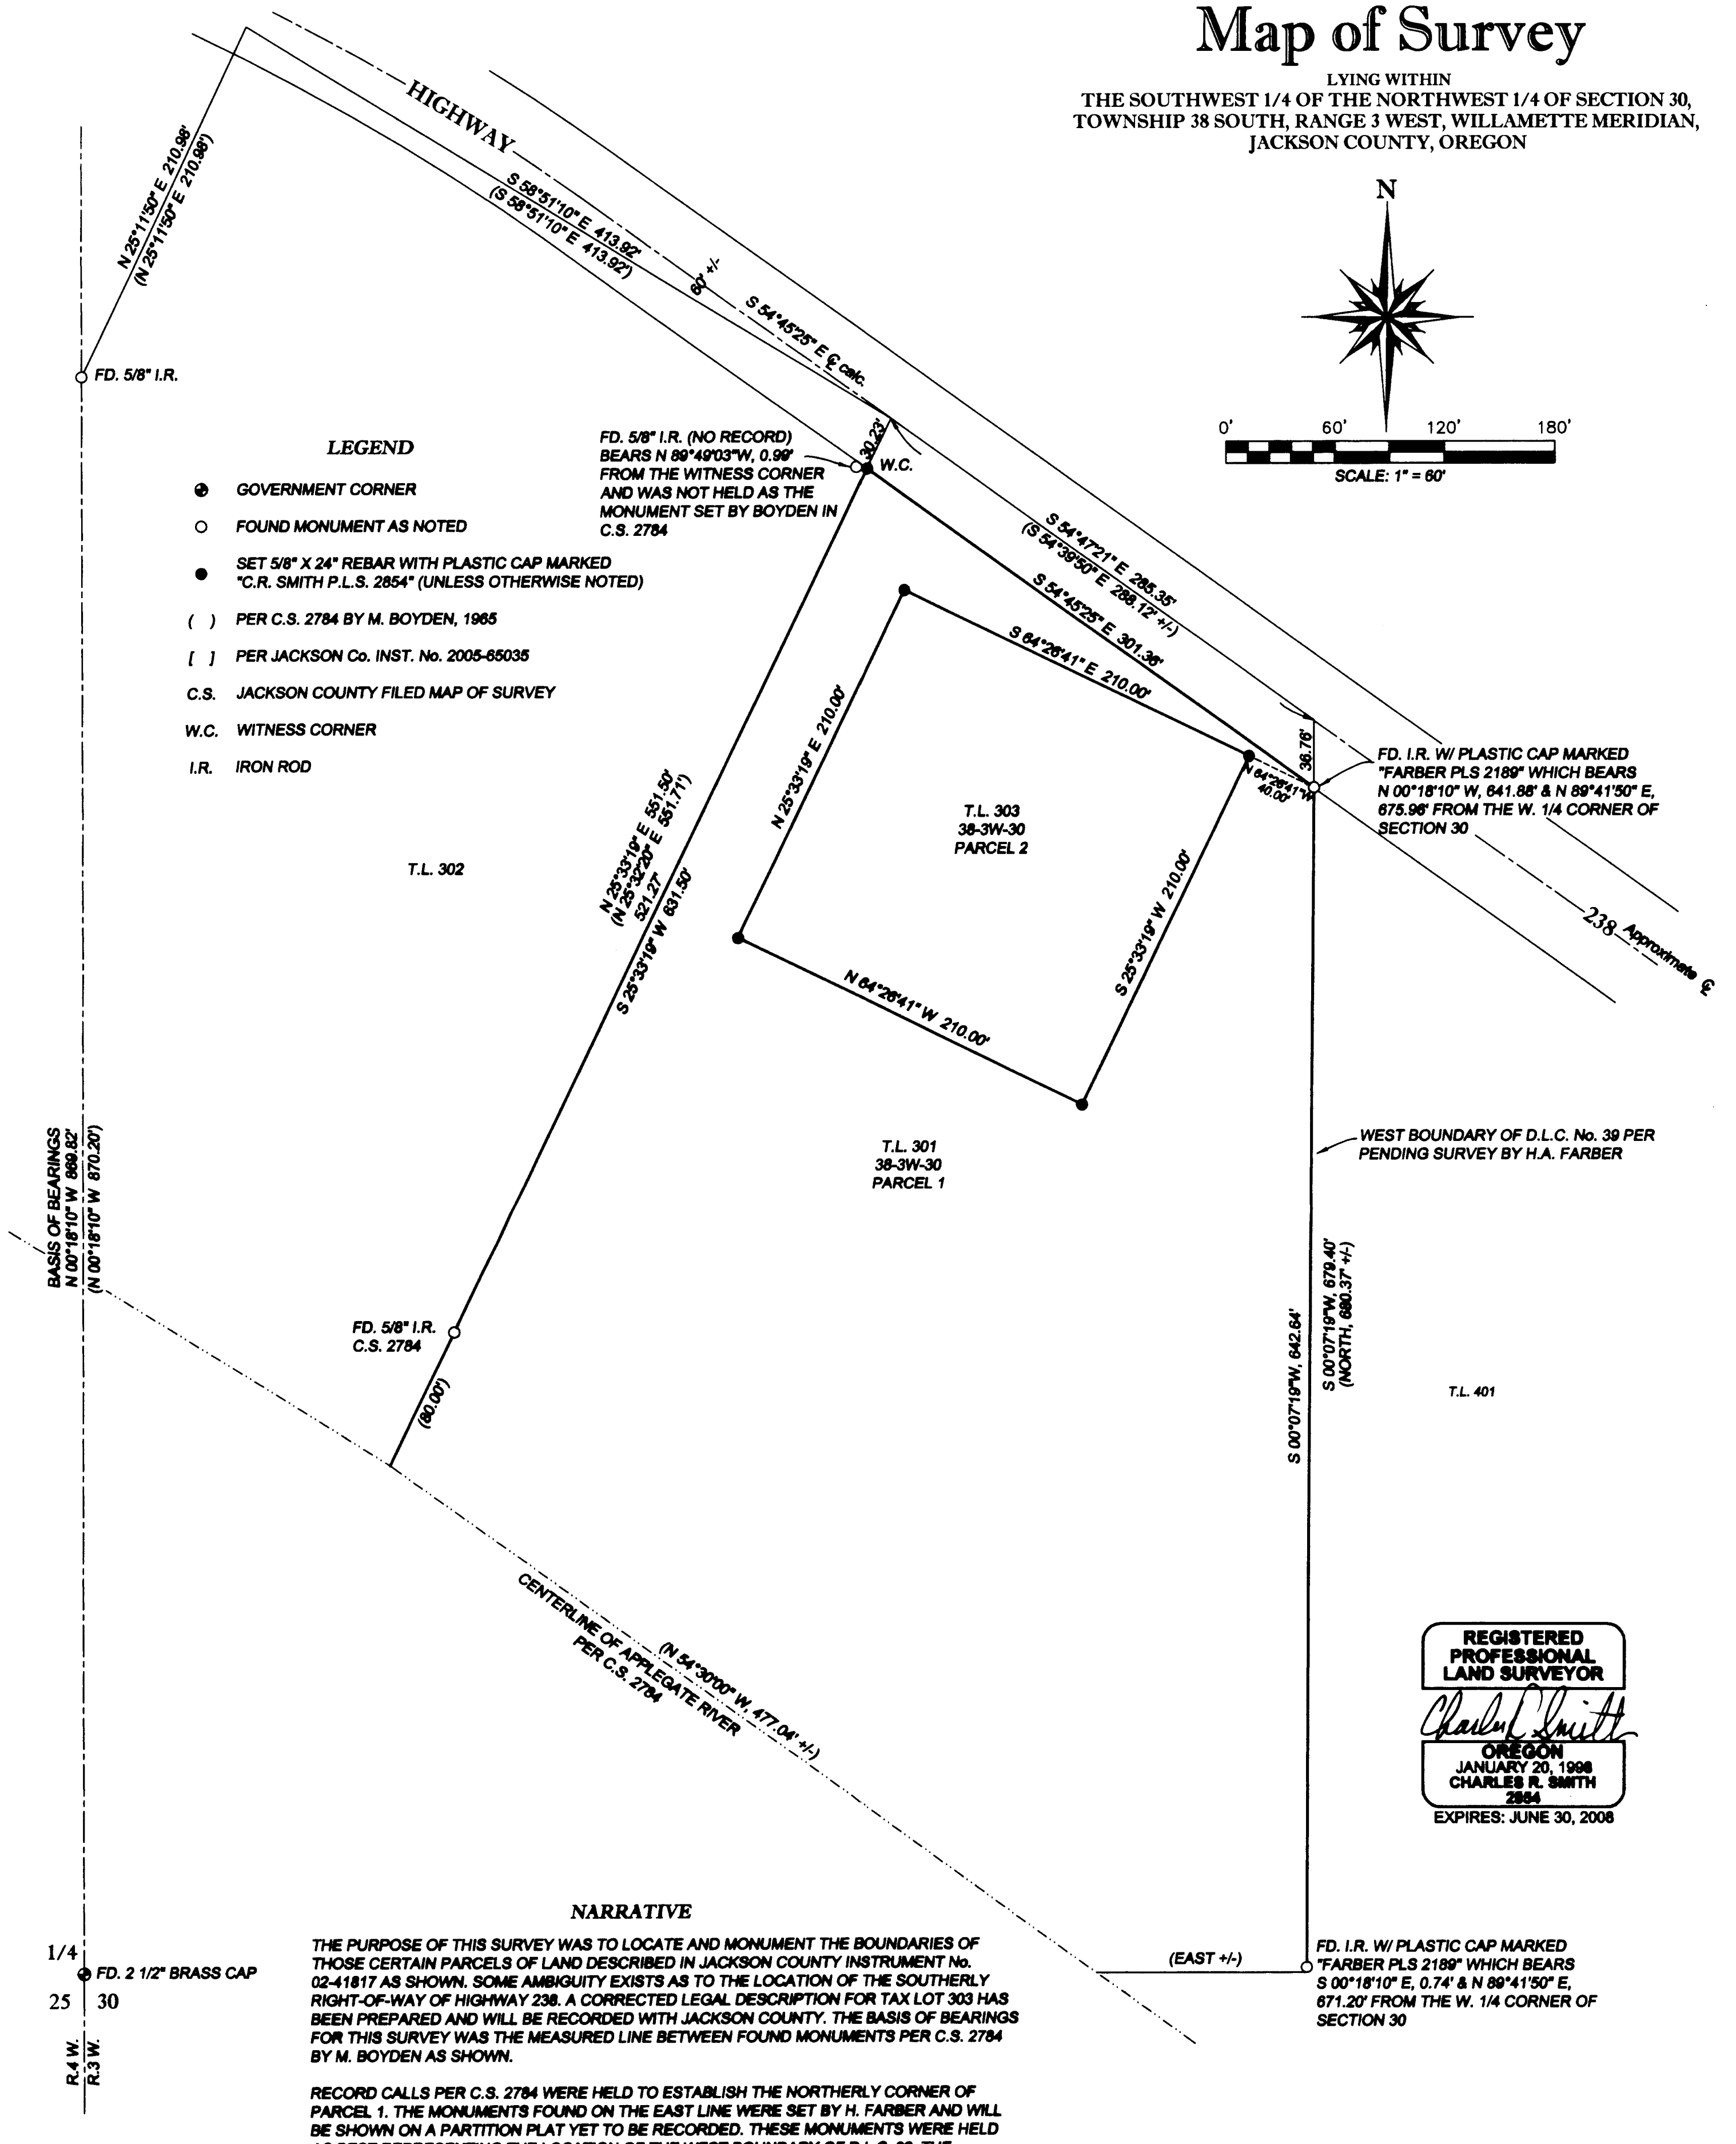 Map of Survey
LYING WITHIN
THE SOUTHWEST 1/4 OF THE NORTHWEST 1/4 OF SECTION 30,
TOWNSHIP 38 SOUTH, RANGE 3 WEST, WILLAMETTE MERIDIAN,
JACKSON COUNTY, OREGON
N
0' 60' 120' 180'
SCALE: 1" = 60'
HIGHWAY
N 25°11'50" E 210.98'
(N 25°11'50" E 210.98')
S 58°51'10" E 413.92'
(S 58°51'10" E 413.92')
60' +/-
S 54°45'25" E ℄ calc.
FD. 5/8" I.R.
LEGEND
GOVERNMENT CORNER
FOUND MONUMENT AS NOTED
SET 5/8" X 24" REBAR WITH PLASTIC CAP MARKED
"C.R. SMITH P.L.S. 2854" (UNLESS OTHERWISE NOTED)
( ) PER C.S. 2784 BY M. BOYDEN, 1965
[ ] PER JACKSON Co. INST. No. 2005-65035
C.S. JACKSON COUNTY FILED MAP OF SURVEY
W.C. WITNESS CORNER
I.R. IRON ROD
FD. 5/8" I.R. (NO RECORD)
BEARS N 89°49'03"W, 0.99'
FROM THE WITNESS CORNER
AND WAS NOT HELD AS THE
MONUMENT SET BY BOYDEN IN
C.S. 2784
30.23'
W.C.
S 54°47'21" E 285.35'
(S 54°39'50" E 288.12' +/-)
S 54°45'25" E 301.36'
S 64°26'41" E 210.00'
N 25°33'19" E 210.00'
36.76'
N 64°26'41" W
40.00'
FD. I.R. W/ PLASTIC CAP MARKED
"FARBER PLS 2189" WHICH BEARS
N 00°18'10" W, 641.88' & N 89°41'50" E,
675.96' FROM THE W. 1/4 CORNER OF
SECTION 30
T.L. 303
38-3W-30
PARCEL 2
T.L. 302
N 25°33'19" E 551.50'
(N 25°32'20" E 551.71')
521.27'
S 25°33'19" W 631.50'
S 25°33'19" W 210.00'
N 64°26'41" W 210.00'
238 Approximate ℄
T.L. 301
38-3W-30
PARCEL 1
WEST BOUNDARY OF D.L.C. No. 39 PER
PENDING SURVEY BY H.A. FARBER
BASIS OF BEARINGS
N 00°18'10" W 869.82'
(N 00°18'10" W 870.20')
FD. 5/8" I.R.
C.S. 2784
(80.00')
S 00°07'19"W, 642.64'
S 00°07'19"W, 679.40'
(NORTH, 680.37' +/-)
T.L. 401
CENTERLINE OF APPLEGATE RIVER
PER C.S. 2784
(N 54°30'00" W, 477.04' +/-)
REGISTERED
PROFESSIONAL
LAND SURVEYOR
Charles R Smith
OREGON
JANUARY 20, 1998
CHARLES R. SMITH
2854
EXPIRES: JUNE 30, 2008
1/4
FD. 2 1/2" BRASS CAP
25 30
R.4 W.
R.3 W.
(EAST +/-)
FD. I.R. W/ PLASTIC CAP MARKED
"FARBER PLS 2189" WHICH BEARS
S 00°18'10" E, 0.74' & N 89°41'50" E,
671.20' FROM THE W. 1/4 CORNER OF
SECTION 30
NARRATIVE
THE PURPOSE OF THIS SURVEY WAS TO LOCATE AND MONUMENT THE BOUNDARIES OF
THOSE CERTAIN PARCELS OF LAND DESCRIBED IN JACKSON COUNTY INSTRUMENT No.
02-41817 AS SHOWN. SOME AMBIGUITY EXISTS AS TO THE LOCATION OF THE SOUTHERLY
RIGHT-OF-WAY OF HIGHWAY 238. A CORRECTED LEGAL DESCRIPTION FOR TAX LOT 303 HAS
BEEN PREPARED AND WILL BE RECORDED WITH JACKSON COUNTY. THE BASIS OF BEARINGS
FOR THIS SURVEY WAS THE MEASURED LINE BETWEEN FOUND MONUMENTS PER C.S. 2784
BY M. BOYDEN AS SHOWN.
RECORD CALLS PER C.S. 2784 WERE HELD TO ESTABLISH THE NORTHERLY CORNER OF
PARCEL 1. THE MONUMENTS FOUND ON THE EAST LINE WERE SET BY H. FARBER AND WILL
BE SHOWN ON A PARTITION PLAT YET TO BE RECORDED. THESE MONUMENTS WERE HELD